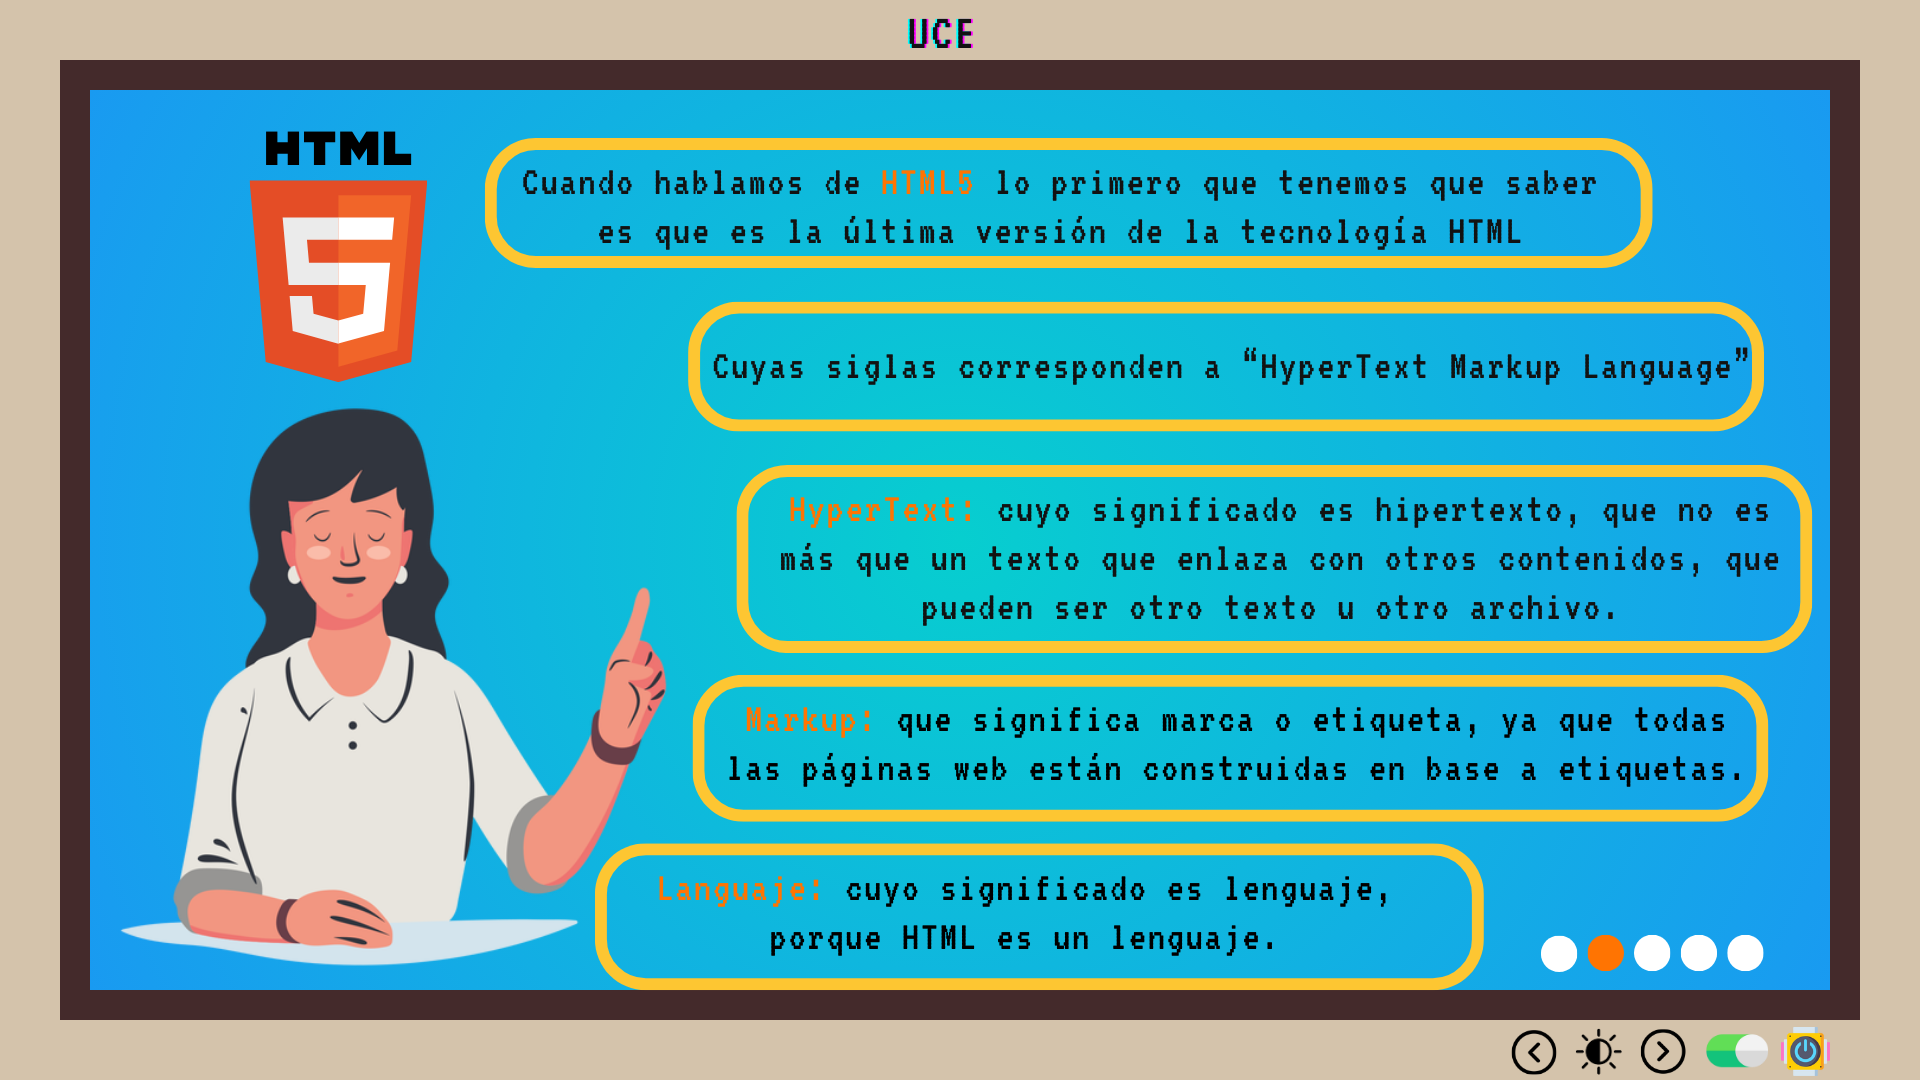 UCE
HTML
5
Cuando hablamos de HTML5 lo primero que tenemos que saber
es que es la última versión de la tecnología HTML
Cuyas siglas corresponden a “HyperText Markup Language”
HyperText: cuyo significado es hipertexto, que no es
más que un texto que enlaza con otros contenidos, que
pueden ser otro texto u otro archivo.
Markup: que significa marca o etiqueta, ya que todas
las páginas web están construidas en base a etiquetas.
Languaje: cuyo significado es lenguaje,
porque HTML es un lenguaje.